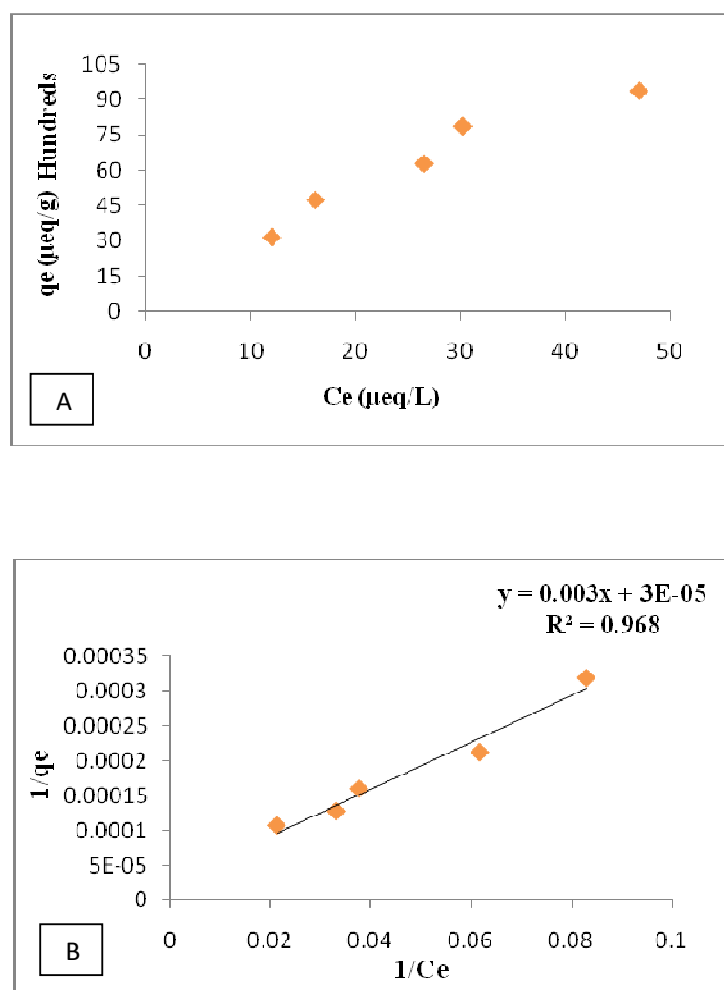 105
90
75
60
45
30
15
0
qe (µeq/g) Hundreds
0 10 20 30 40 50
Ce (µeq/L)
A
y = 0.003x + 3E-05
R² = 0.968
0.00035
0.0003
0.00025
0.0002
0.00015
0.0001
5E-05
0
1/qe
0 0.02 0.04 0.06 0.08 0.1
1/Ce
B